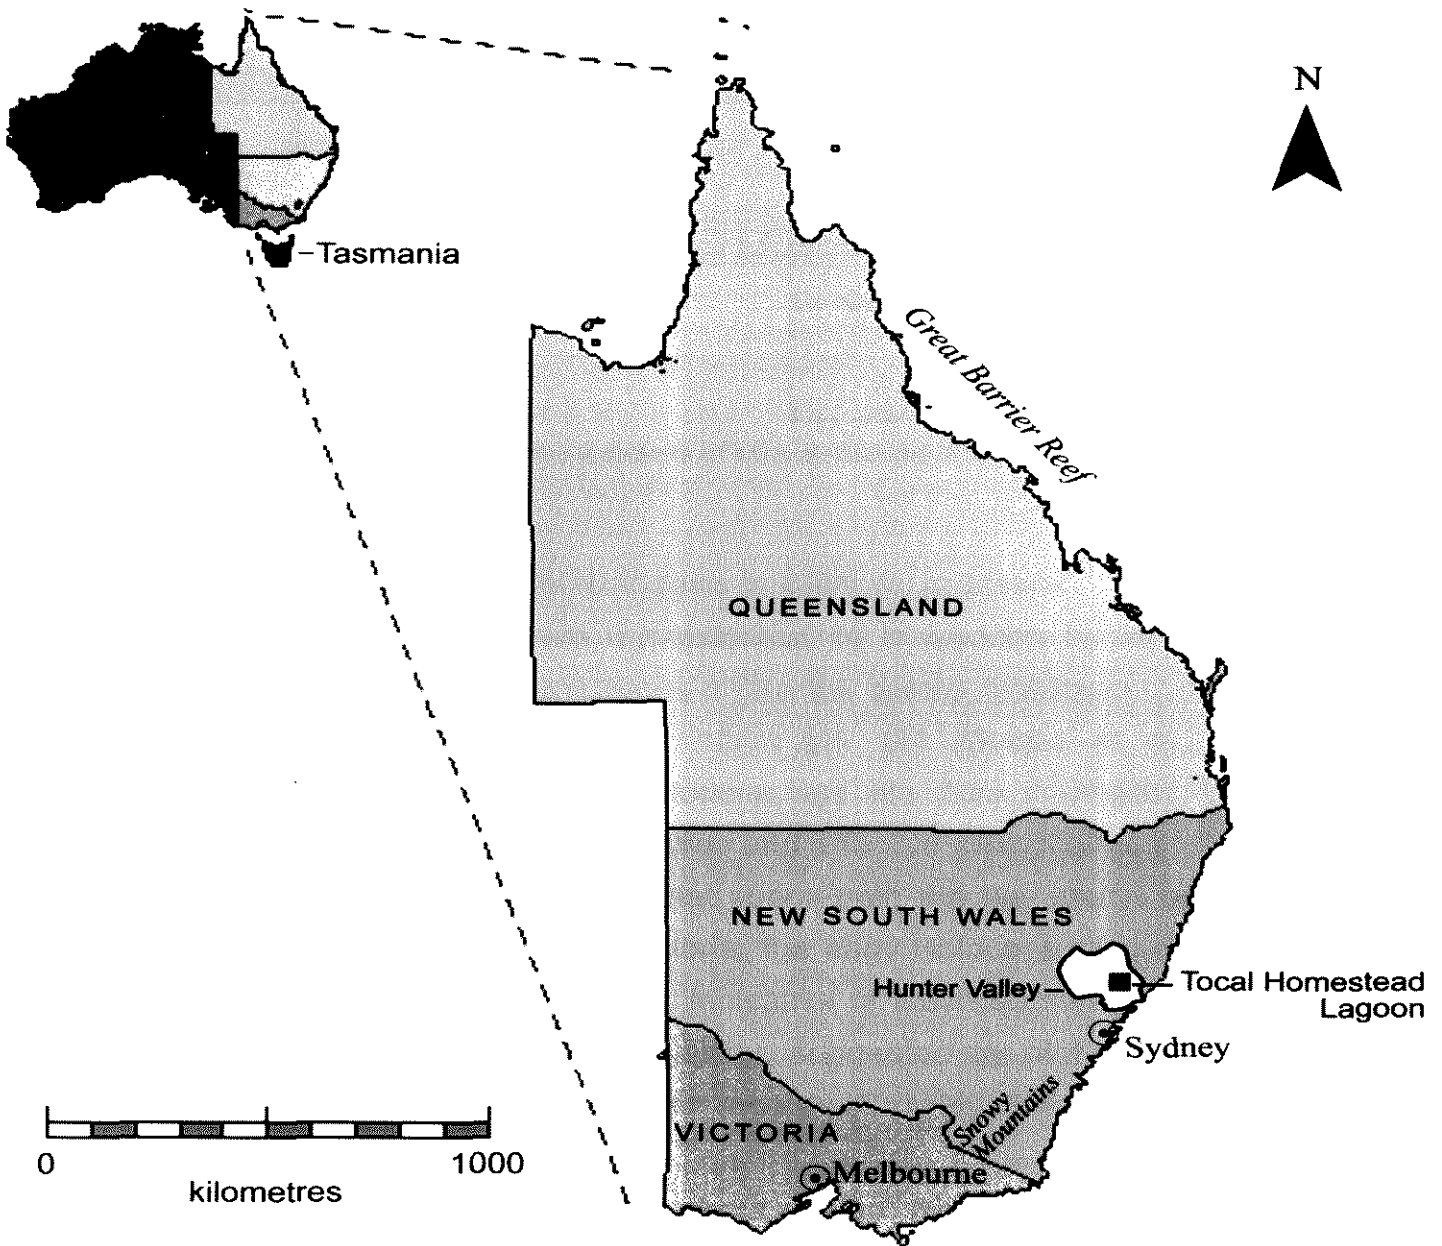 N
Tasmania
Great Barrier Reef
QUEENSLAND
NEW SOUTH WALES
Hunter Valley
Tocal Homestead
Lagoon
Sydney
Snowy
Mountains
VICTORIA
Melbourne
0 1000
kilometres